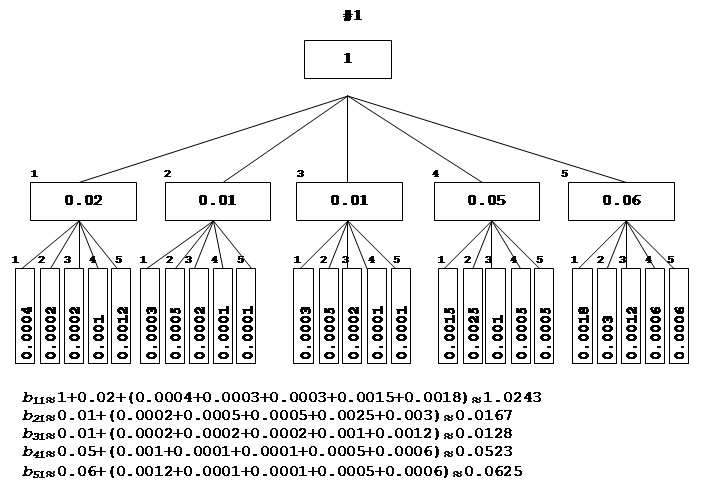 #1
1
1 2 3 4 5
0.02 0.01 0.01 0.05 0.06
1 2 3 4 5 1 2 3 4 5 1 2 3 4 5 1 2 3 4 5 1 2 3 4 5
0.0004 0.0002 0.0002 0.001 0.0012 0.0003 0.0005 0.0002 0.0001 0.0001 0.0003 0.0005 0.0002 0.0001 0.0001 0.0015 0.0025 0.001 0.0005 0.0005 0.0018 0.003 0.0012 0.0006 0.0006
b₁₁≈1+0.02+(0.0004+0.0003+0.0003+0.0015+0.0018)≈1.0243
b₂₁≈0.01+(0.0002+0.0005+0.0005+0.0025+0.003)≈0.0167
b₃₁≈0.01+(0.0002+0.0002+0.0002+0.001+0.0012)≈0.0128
b₄₁≈0.05+(0.001+0.0001+0.0001+0.0005+0.0006)≈0.0523
b₅₁≈0.06+(0.0012+0.0001+0.0001+0.0005+0.0006)≈0.0625